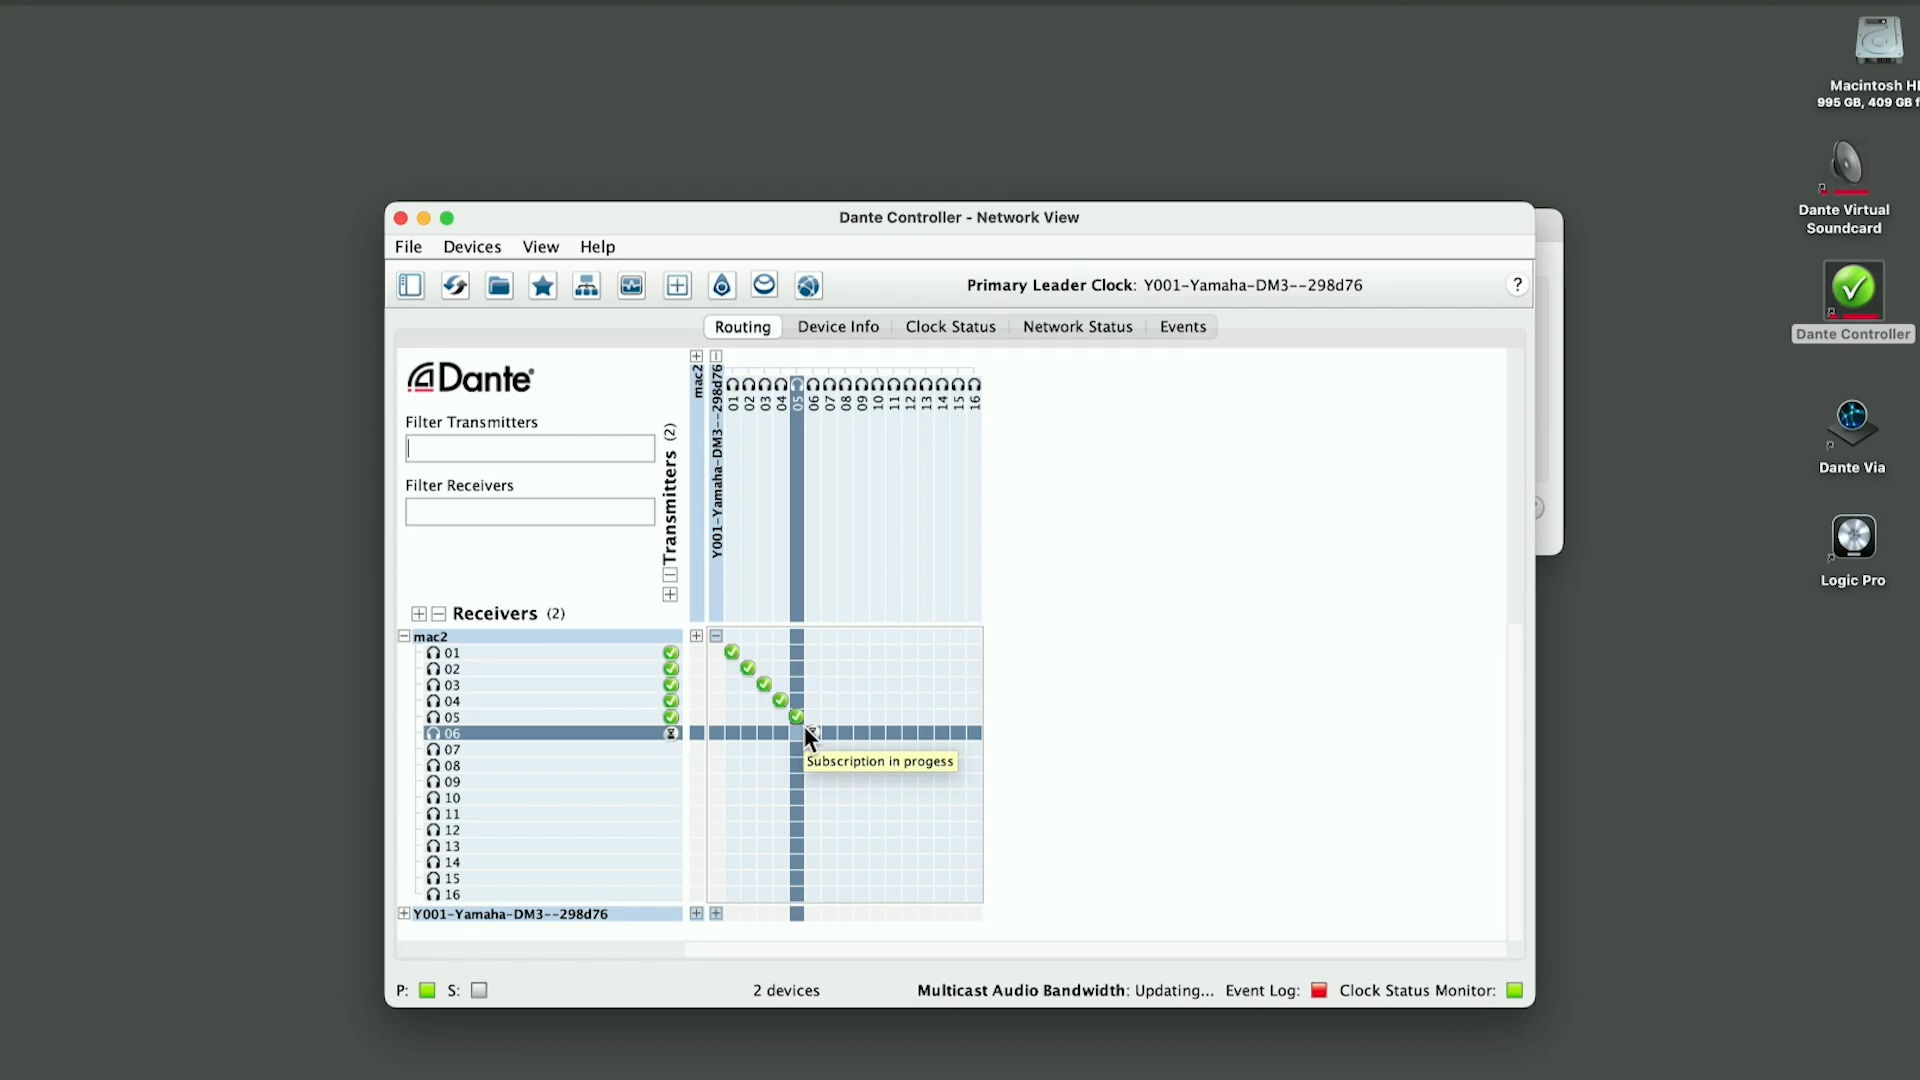 Macintosh H
995 GB, 409 GB f
Dante Virtual
Soundcard
Dante Controller
Dante Via
Logic Pro
Dante Controller - Network View
File Devices View Help
Primary Leader Clock: Y001-Yamaha-DM3--298d76
?
Routing Device Info Clock Status Network Status Events
Dante
Filter Transmitters
Filter Receivers
Transmitters (2)
mac2
Y001-Yamaha-DM3--298d76
01 02 03 04 05 06 07 08 09 10 11 12 13 14 15 16
Receivers (2)
mac2
01
02
03
04
05
06
07
08
09
10
11
12
13
14
15
16
Subscription in progess
Y001-Yamaha-DM3--298d76
P: S: 2 devices Multicast Audio Bandwidth: Updating... Event Log: Clock Status Monitor: